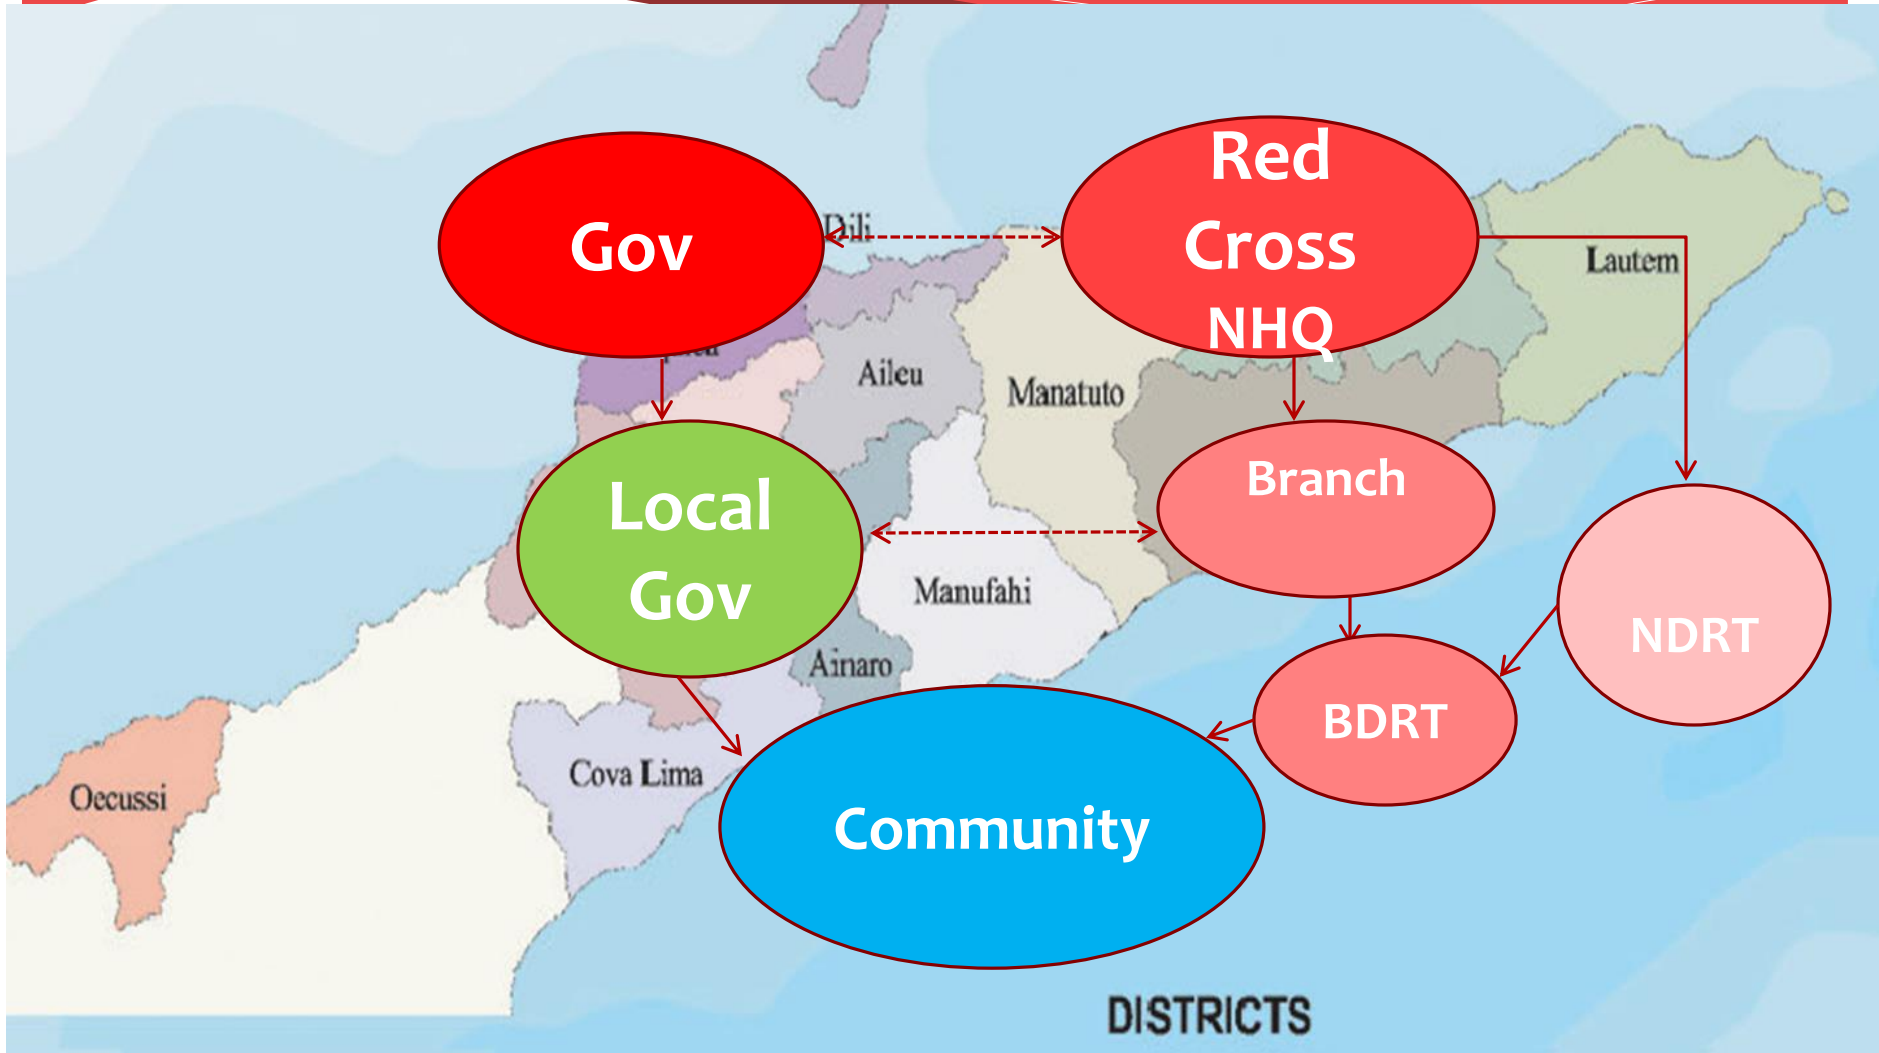 Gov
Red
Cross
NHQ
Dili
Lautem
Aileu
Manatuto
Local
Gov
Branch
Manufahi
NDRT
Ainaro
BDRT
Cova Lima
Oecussi
Community
DISTRICTS